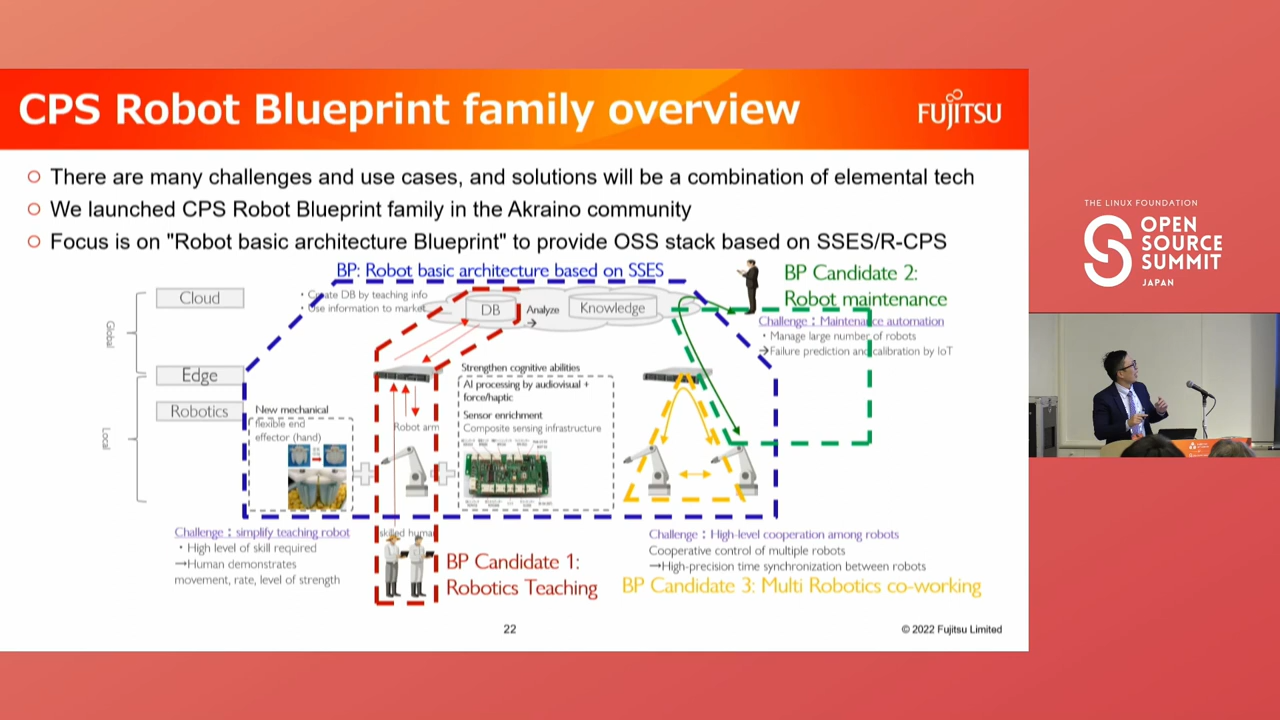 CPS Robot Blueprint family overview
FUJITSU
There are many challenges and use cases, and solutions will be a combination of elemental tech
We launched CPS Robot Blueprint family in the Akraino community
Focus is on "Robot basic architecture Blueprint" to provide OSS stack based on SSES/R-CPS
BP: Robot basic architecture based on SSES
BP Candidate 2:
Robot maintenance
Challenge：Maintenance automation
・Manage large number of robots
→Failure prediction and calibration by IoT
Cloud
Edge
Robotics
Global
Local
・Create DB by teaching info
・Use information to market
DB
Analyze
→
Knowledge
Strengthen cognitive abilities
AI processing by audiovisual +
force/haptic
Sensor enrichment
Composite sensing infrastructure
New mechanical
flexible end
effector (hand)
Robot arm
skilled human
Challenge：simplify teaching robot
・High level of skill required
→Human demonstrates
movement, rate, level of strength
BP Candidate 1:
Robotics Teaching
Challenge：High-level cooperation among robots
Cooperative control of multiple robots
→High-precision time synchronization between robots
BP Candidate 3: Multi Robotics co-working
22
© 2022 Fujitsu Limited
THE LINUX FOUNDATION
OPEN
SOURCE
SUMMIT
JAPAN